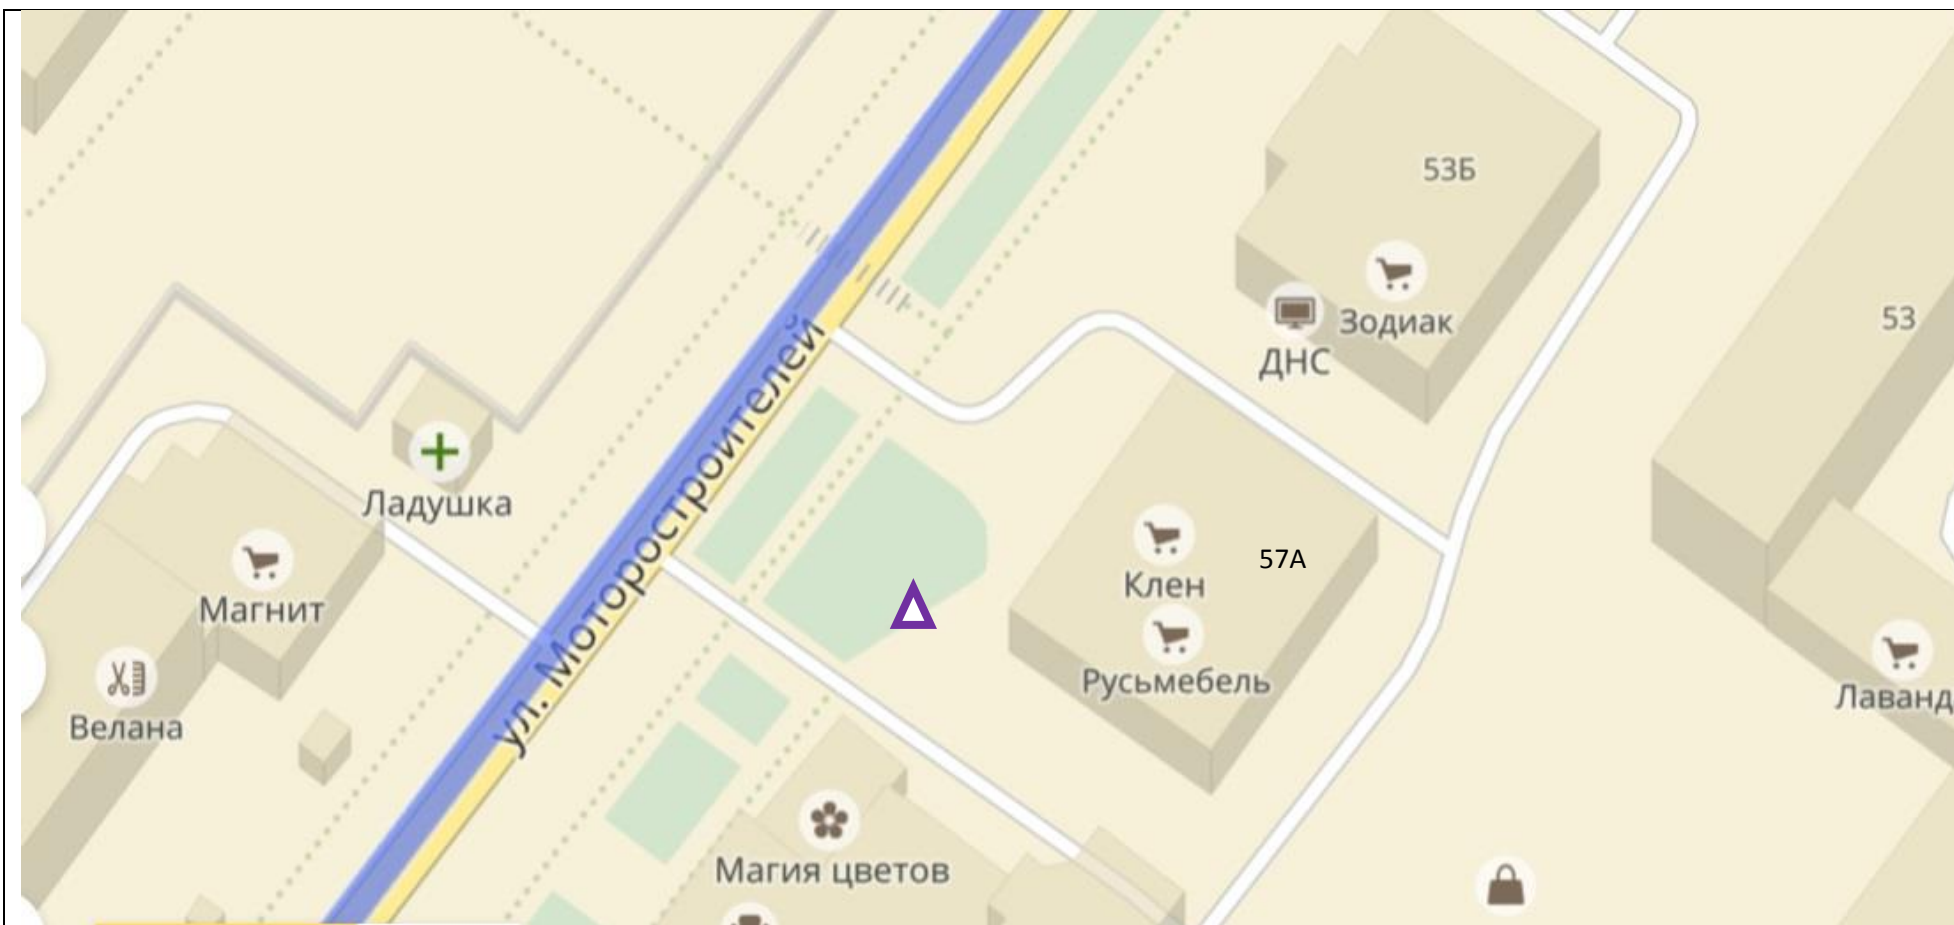 53Б
Зодиак
ДНС
53
ул. Моторостроителей
Ладушка
57А
Клен
Магнит
Русьмебель
Лаванд
Велана
Магия цветов